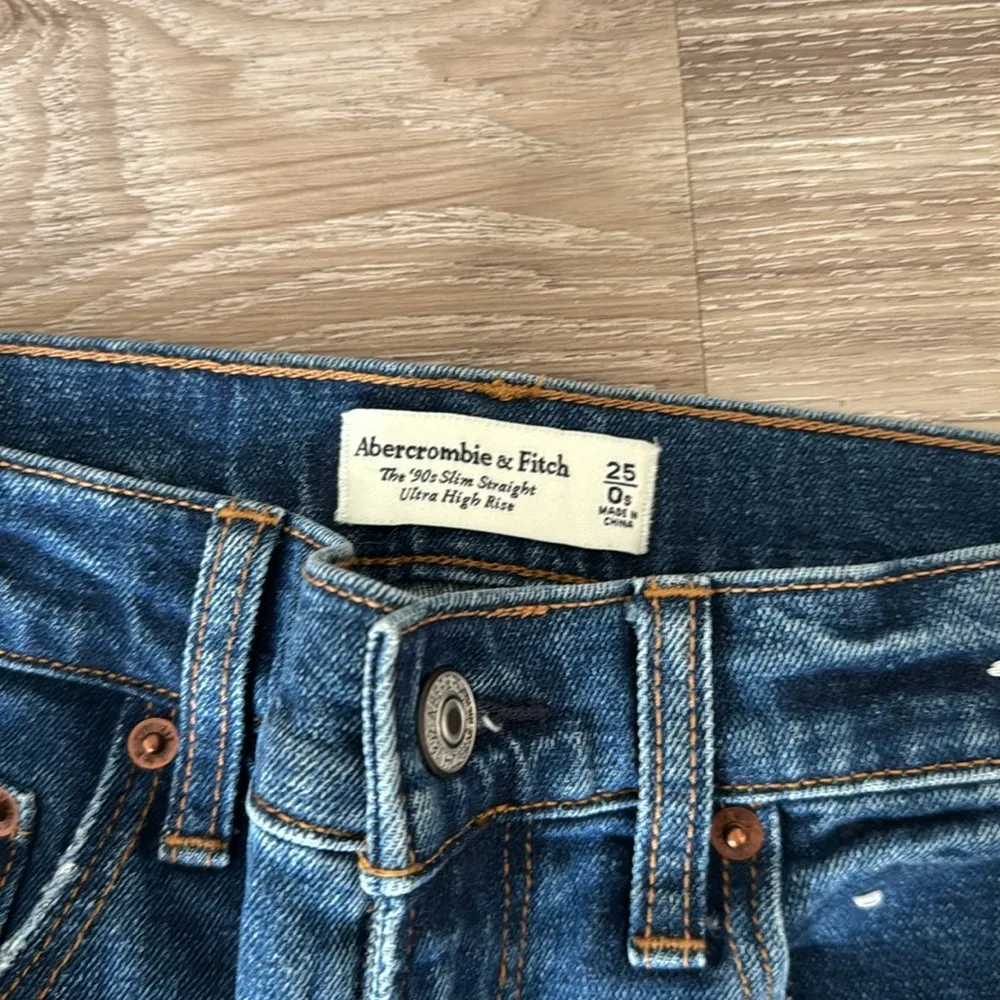 Abercrombie & Fitch
The '90s Slim Straight
Ultra High Rise
25
0s
MADE IN
CHINA